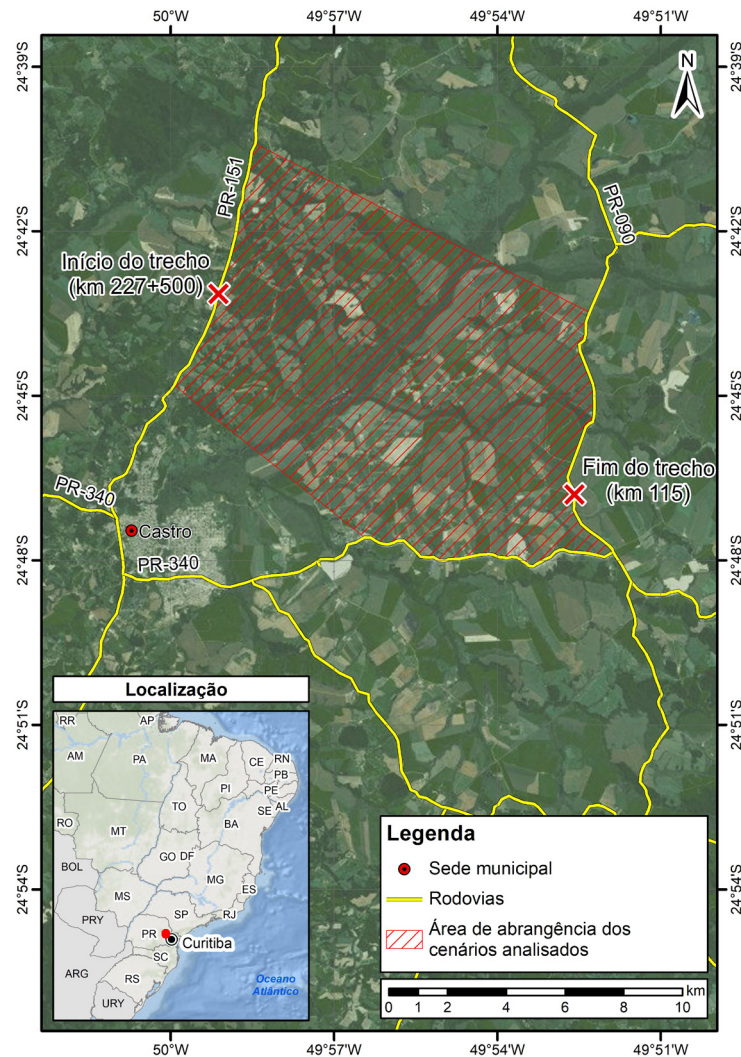 50°W 49°57'W 49°54'W 49°51'W
24°39'S
24°39'S
N
PR-151
PR-090
24°42'S
24°42'S
Início do trecho
(km 227+500)
24°45'S
24°45'S
Fim do trecho
(km 115)
PR-340
Castro
PR-340
24°48'S
24°48'S
Localização
24°51'S
24°51'S
RR
AP
AM
PA
MA
CE
RN
PB
PE
AL
SE
PI
TO
RO
MT
BA
GO
DF
BOL
MG
ES
MS
SP
RJ
PRY
PR
Curitiba
SC
ARG
RS
URY
Oceano
Atlântico
Legenda
Sede municipal
Rodovias
Área de abrangência dos
cenários analisados
24°54'S
24°54'S
km
0 1 2 4 6 8 10
50°W 49°57'W 49°54'W 49°51'W